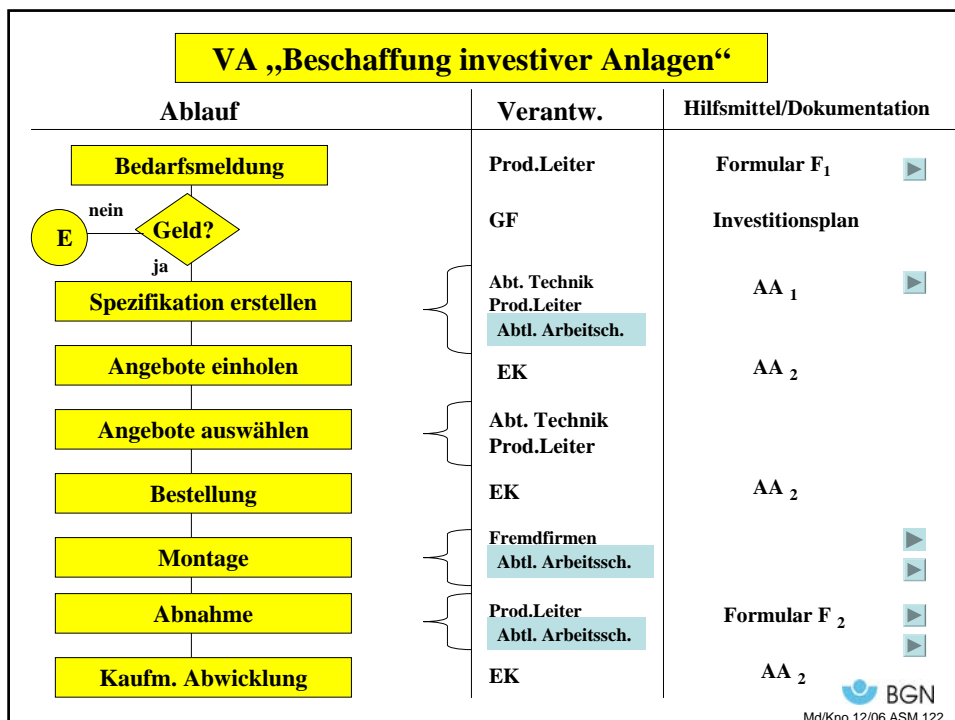 VA „Beschaffung investiver Anlagen“
Ablauf Verantw. Hilfsmittel/Dokumentation
Bedarfsmeldung Prod.Leiter Formular F1
nein
E Geld? GF Investitionsplan
ja
Spezifikation erstellen Abt. Technik AA 1
Prod.Leiter
Abtl. Arbeitsch.
Angebote einholen EK AA 2
Angebote auswählen Abt. Technik
Prod.Leiter
Bestellung EK AA 2
Montage Fremdfirmen
Abtl. Arbeitssch.
Abnahme Prod.Leiter Formular F 2
Abtl. Arbeitssch.
Kaufm. Abwicklung EK AA 2
BGN
Md/Kno 12/06 ASM 122